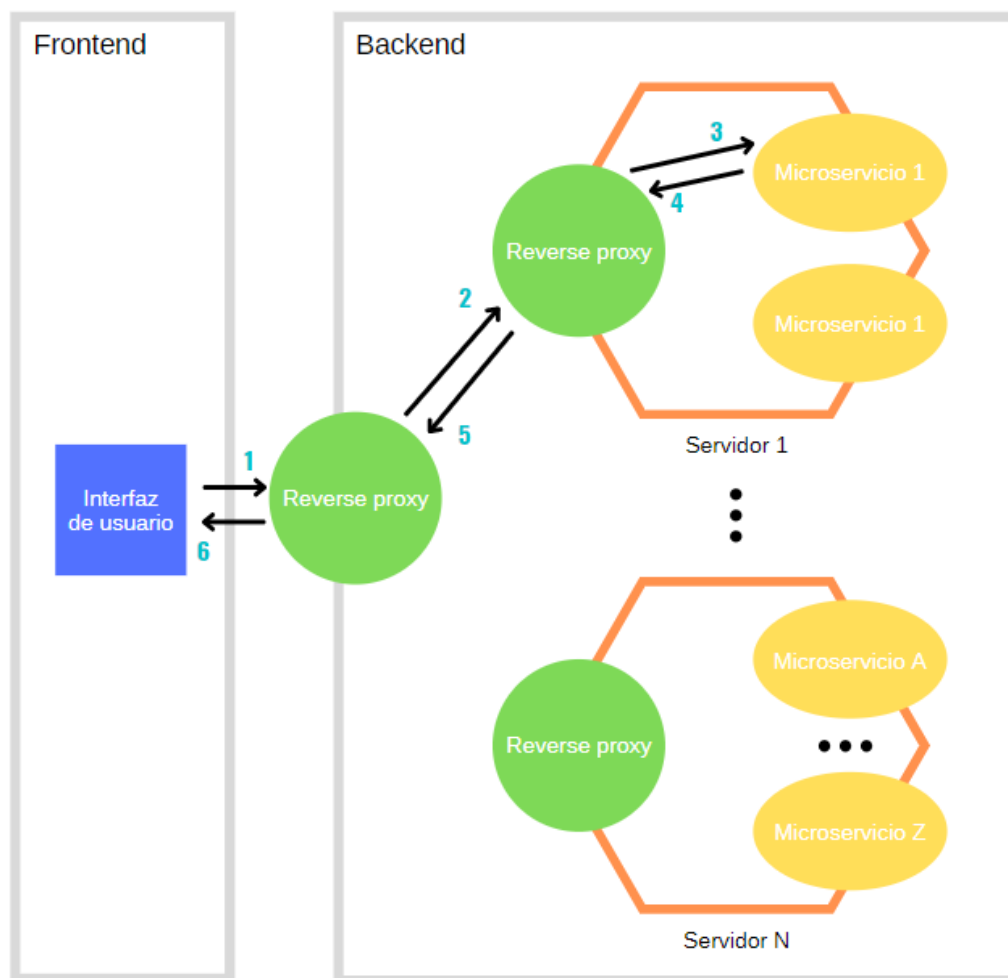 Frontend
Backend
3
Microservicio 1
4
Reverse proxy
2
Microservicio 1
5
Servidor 1
1
Interfaz
de usuario
Reverse proxy
6
Microservicio A
Reverse proxy
Microservicio Z
Servidor N